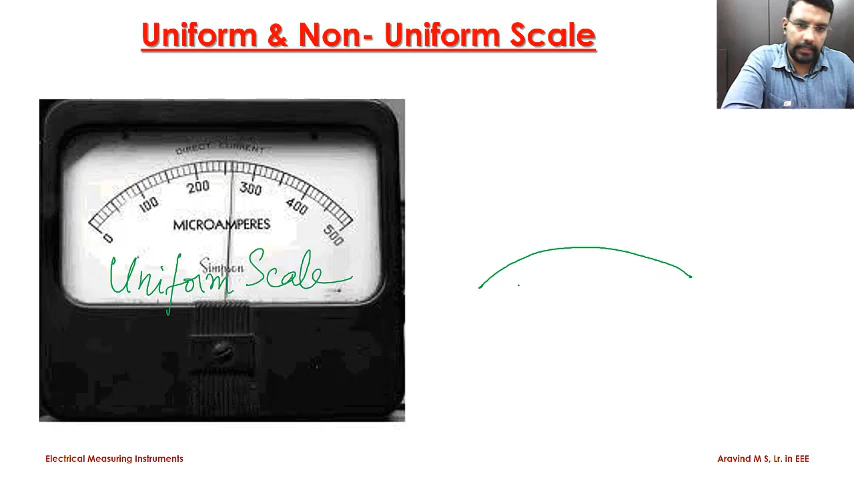 Uniform & Non- Uniform Scale
DIRECT CURRENT
0 100 200 300 400 500
MICROAMPERES
Simpson
Uniform Scale
Electrical Measuring Instruments
Aravind M S, Lr. in EEE